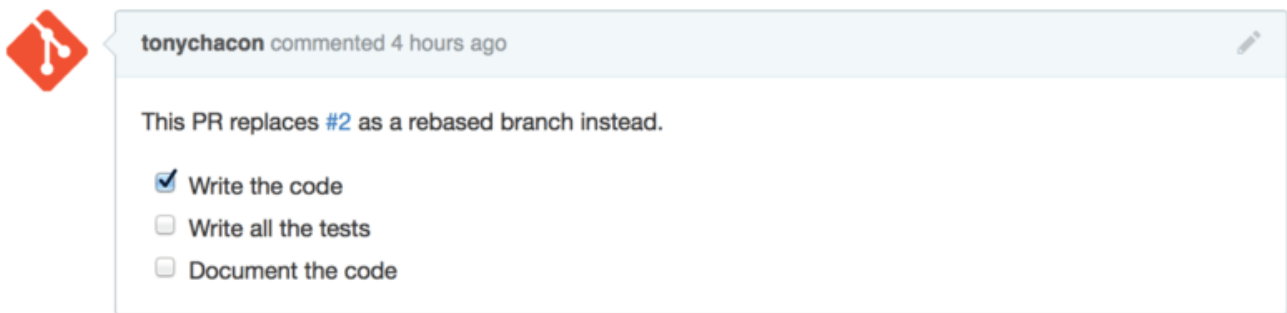 tonychacon commented 4 hours ago
This PR replaces #2 as a rebased branch instead.
Write the code
Write all the tests
Document the code